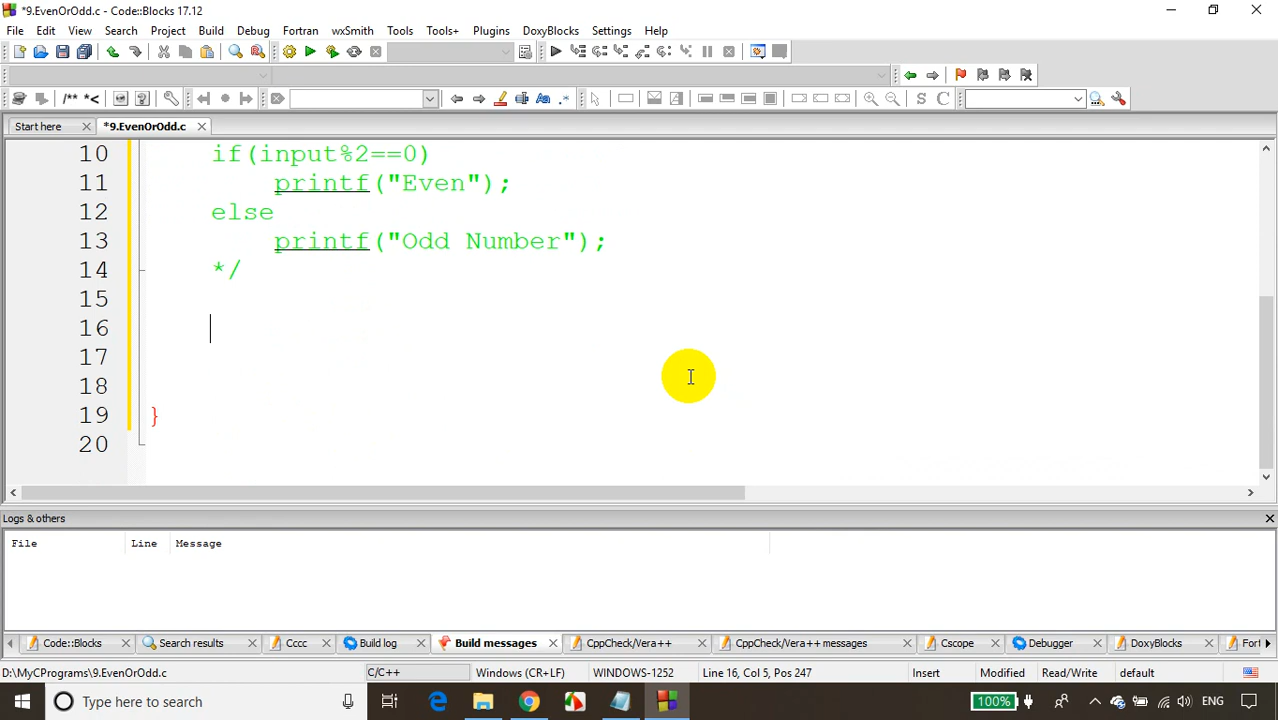 *9.EvenOrOdd.c - Code::Blocks 17.12
File Edit View Search Project Build Debug Fortran wxSmith Tools Tools+ Plugins DoxyBlocks Settings Help
/** *<
S C
Start here
*9.EvenOrOdd.c
10 if(input%2==0)
11 printf("Even");
12 else
13 printf("Odd Number");
14 */
15
16
17
18
19 }
20
Logs & others
File Line Message
Code::Blocks Search results Cccc Build log Build messages CppCheck/Vera++ CppCheck/Vera++ messages Cscope Debugger DoxyBlocks Fort
D:\MyCPrograms\9.EvenOrOdd.c C/C++ Windows (CR+LF) WINDOWS-1252 Line 16, Col 5, Pos 247 Insert Modified Read/Write default
Type here to search 100% ENG